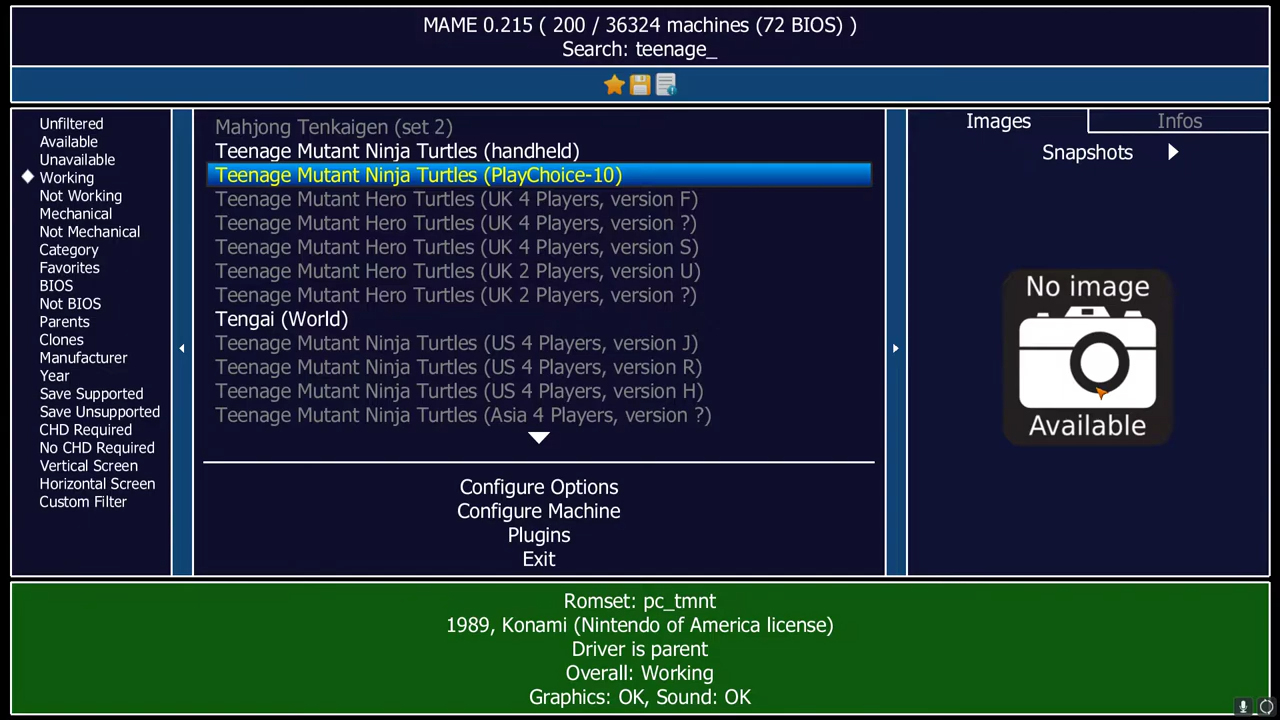 MAME 0.215 ( 200 / 36324 machines (72 BIOS) )
Search: teenage_
Unfiltered
Available
Unavailable
Working
Not Working
Mechanical
Not Mechanical
Category
Favorites
BIOS
Not BIOS
Parents
Clones
Manufacturer
Year
Save Supported
Save Unsupported
CHD Required
No CHD Required
Vertical Screen
Horizontal Screen
Custom Filter
Mahjong Tenkaigen (set 2)
Teenage Mutant Ninja Turtles (handheld)
Teenage Mutant Ninja Turtles (PlayChoice-10)
Teenage Mutant Hero Turtles (UK 4 Players, version F)
Teenage Mutant Hero Turtles (UK 4 Players, version ?)
Teenage Mutant Hero Turtles (UK 4 Players, version S)
Teenage Mutant Hero Turtles (UK 2 Players, version U)
Teenage Mutant Hero Turtles (UK 2 Players, version ?)
Tengai (World)
Teenage Mutant Ninja Turtles (US 4 Players, version J)
Teenage Mutant Ninja Turtles (US 4 Players, version R)
Teenage Mutant Ninja Turtles (US 4 Players, version H)
Teenage Mutant Ninja Turtles (Asia 4 Players, version ?)
Configure Options
Configure Machine
Plugins
Exit
Images
Infos
Snapshots
No image
Available
Romset: pc_tmnt
1989, Konami (Nintendo of America license)
Driver is parent
Overall: Working
Graphics: OK, Sound: OK